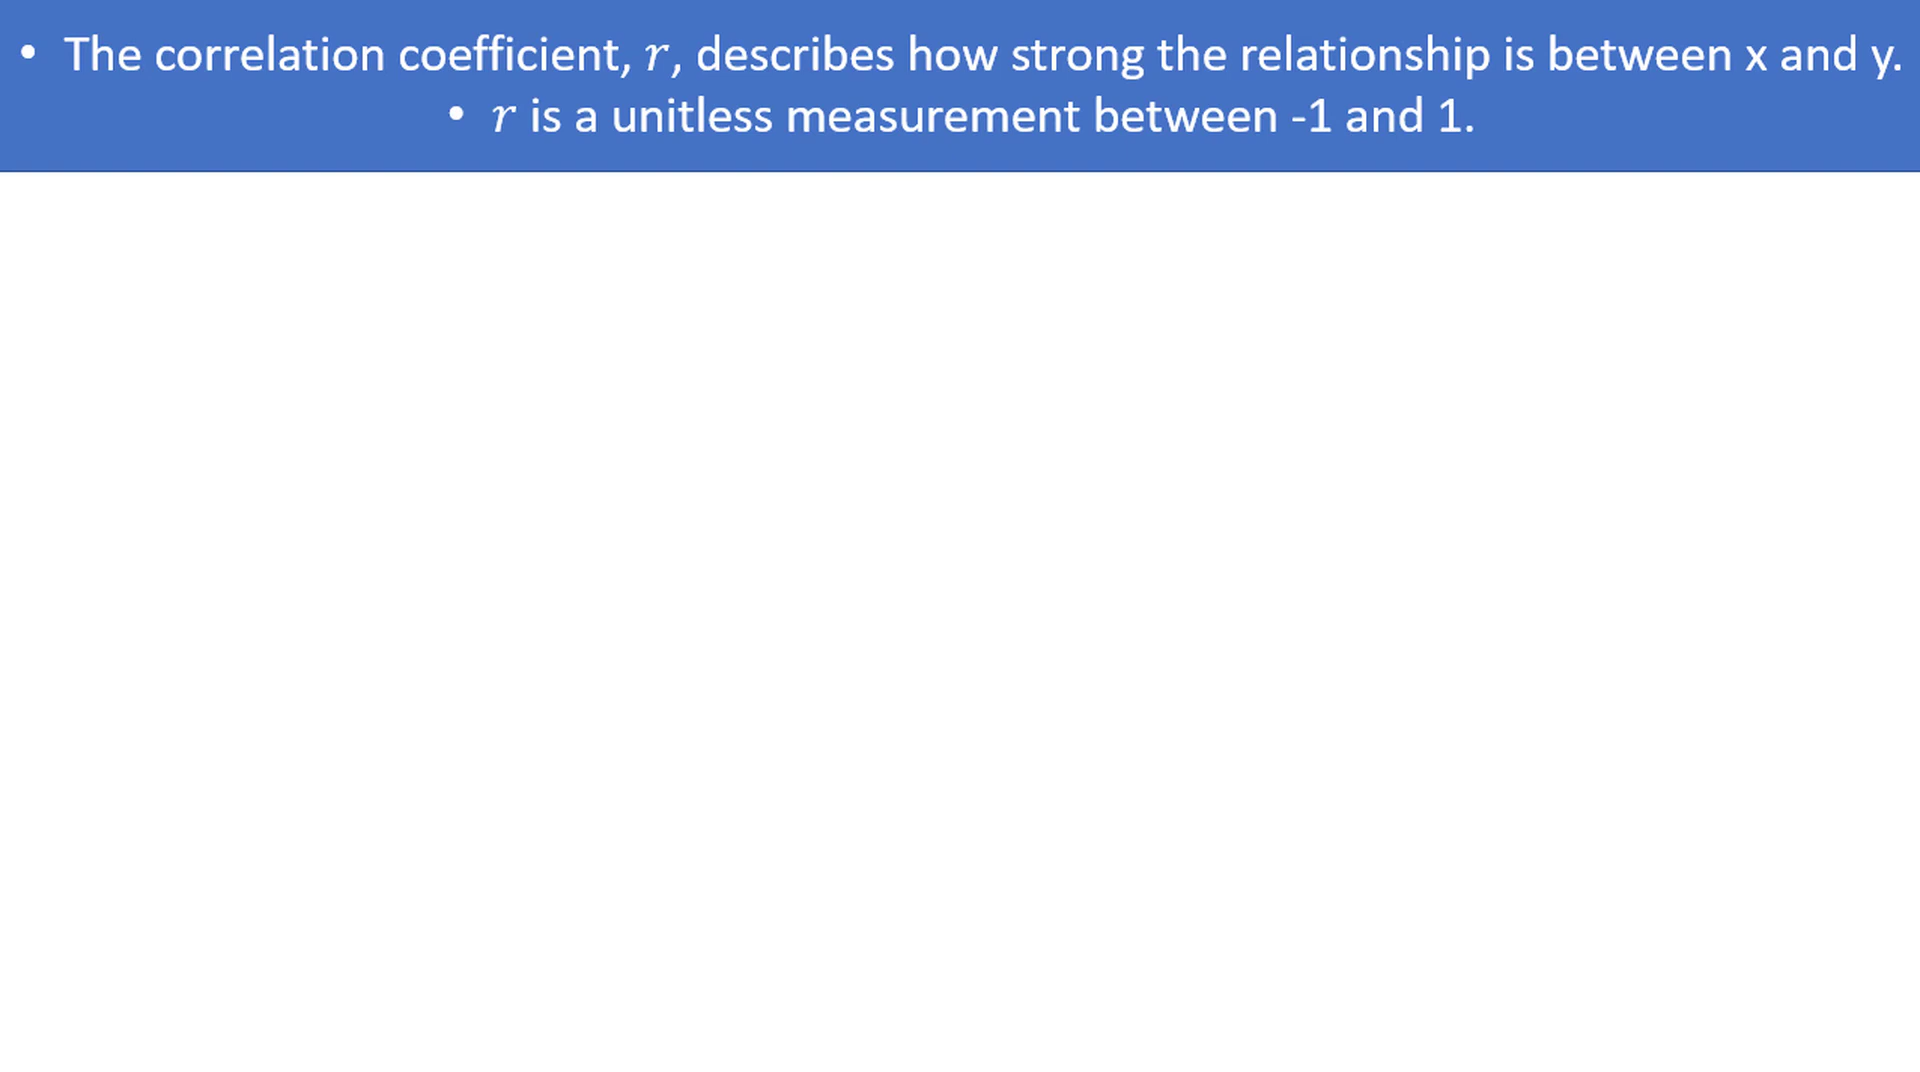 • The correlation coefficient, r, describes how strong the relationship is between x and y.
• r is a unitless measurement between -1 and 1.